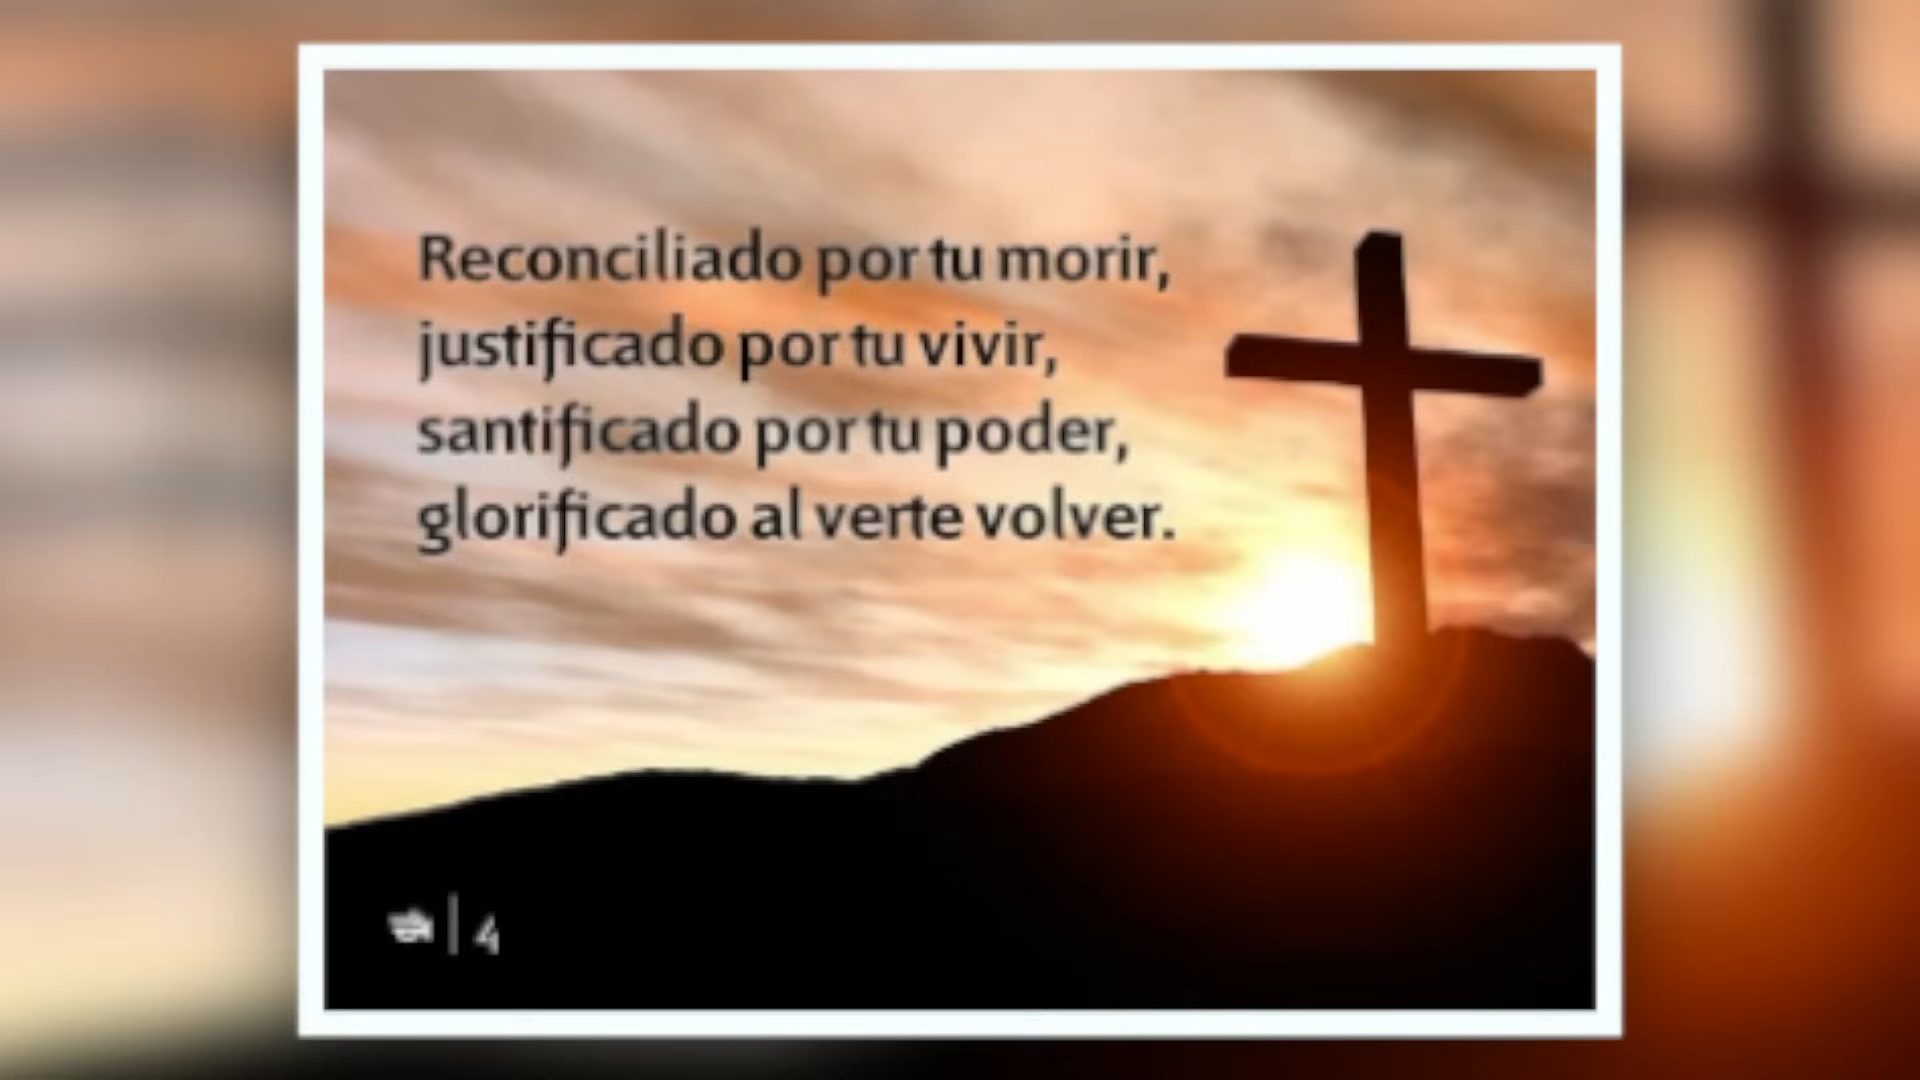 Reconciliado por tu morir,
justificado por tu vivir,
santificado por tu poder,
glorificado al verte volver.
4